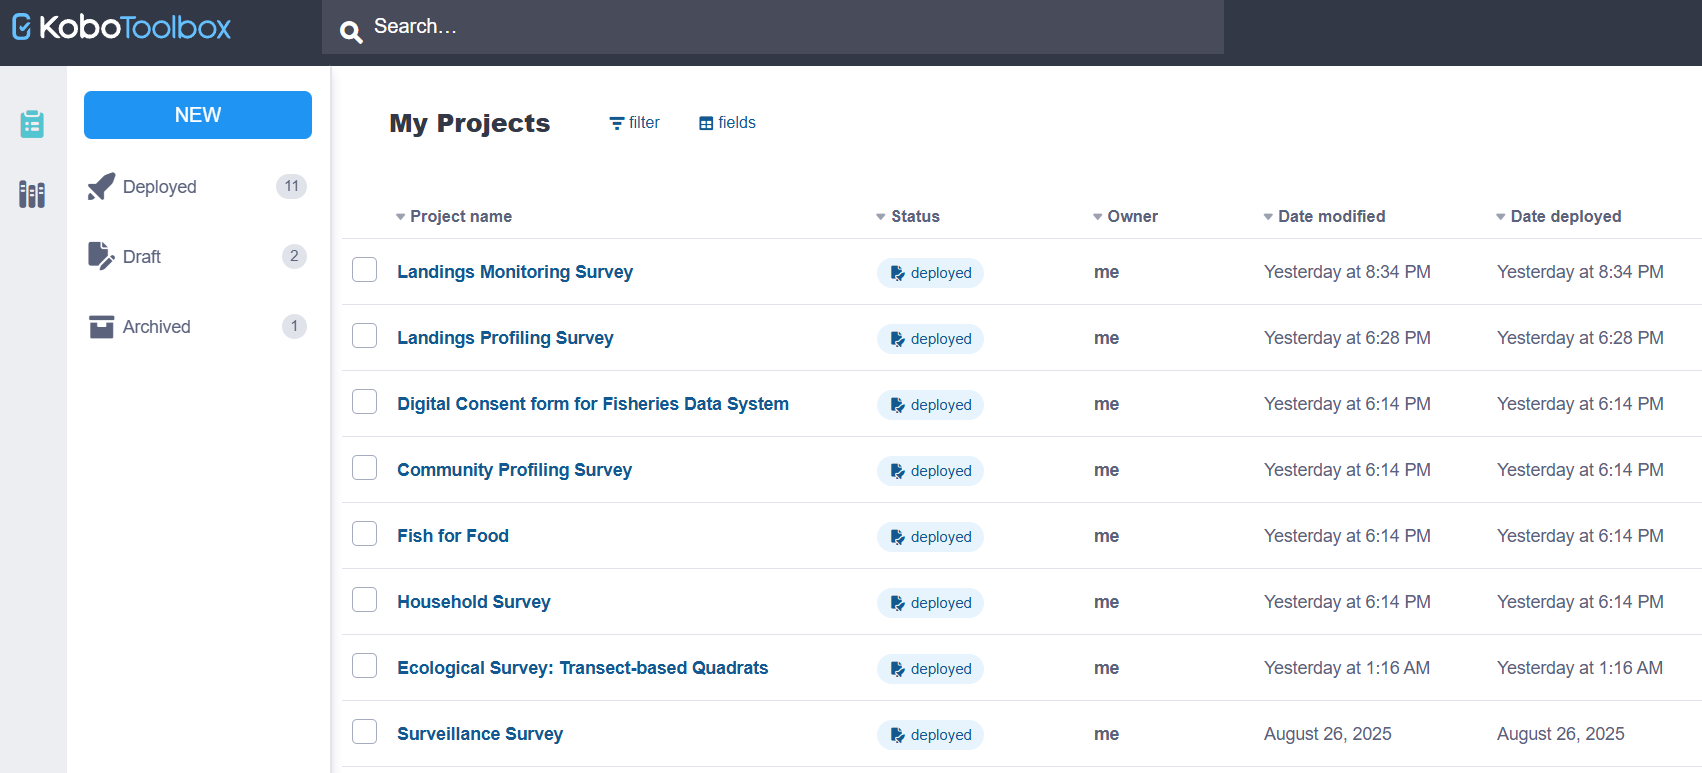 KoboToolbox
Search…
NEW
Deployed 11
Draft 2
Archived 1
My Projects filter fields
Project name Status Owner Date modified Date deployed
Landings Monitoring Survey deployed me Yesterday at 8:34 PM Yesterday at 8:34 PM
Landings Profiling Survey deployed me Yesterday at 6:28 PM Yesterday at 6:28 PM
Digital Consent form for Fisheries Data System deployed me Yesterday at 6:14 PM Yesterday at 6:14 PM
Community Profiling Survey deployed me Yesterday at 6:14 PM Yesterday at 6:14 PM
Fish for Food deployed me Yesterday at 6:14 PM Yesterday at 6:14 PM
Household Survey deployed me Yesterday at 6:14 PM Yesterday at 6:14 PM
Ecological Survey: Transect-based Quadrats deployed me Yesterday at 1:16 AM Yesterday at 1:16 AM
Surveillance Survey deployed me August 26, 2025 August 26, 2025